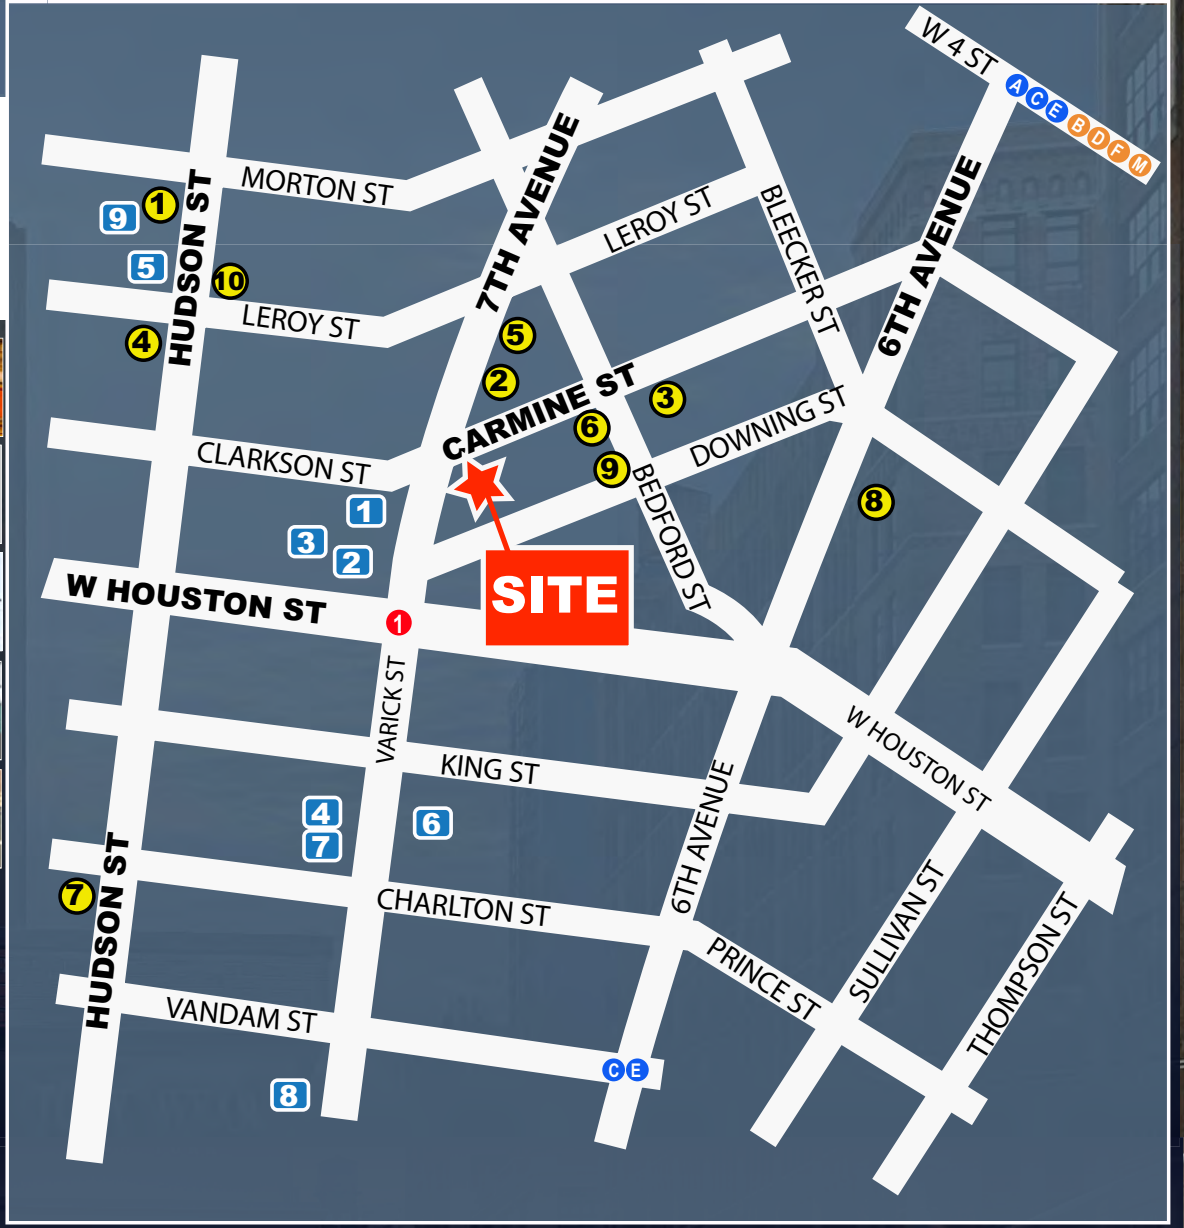 W 4 ST
A C E B D F M
MORTON ST
7TH AVENUE
6TH AVENUE
HUDSON ST
1
9
LEROY ST
BLEECKER ST
5
10
LEROY ST
4
5
2
CARMINE ST
3
6
DOWNING ST
CLARKSON ST
9
BEDFORD ST
8
1
3
2
SITE
W HOUSTON ST
1
VARICK ST
W HOUSTON ST
KING ST
6TH AVENUE
4
6
7
HUDSON ST
7
CHARLTON ST
PRINCE ST
SULLIVAN ST
THOMPSON ST
VANDAM ST
C E
8